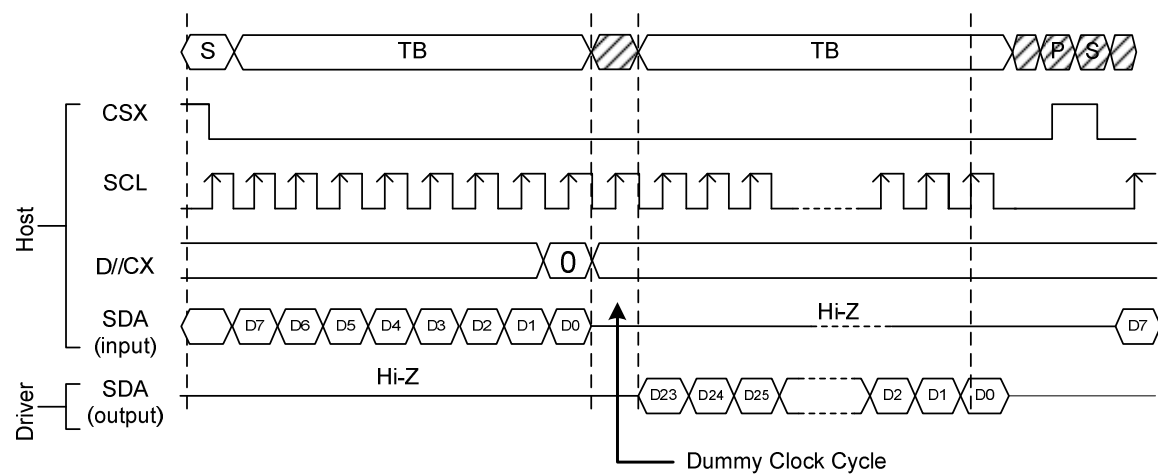 S TB TB P S
CSX
SCL
D//CX 0
SDA
(input) D7 D6 D5 D4 D3 D2 D1 D0 Hi-Z D7
SDA
(output) Hi-Z D23 D24 D25 D2 D1 D0
Host
Driver
Dummy Clock Cycle